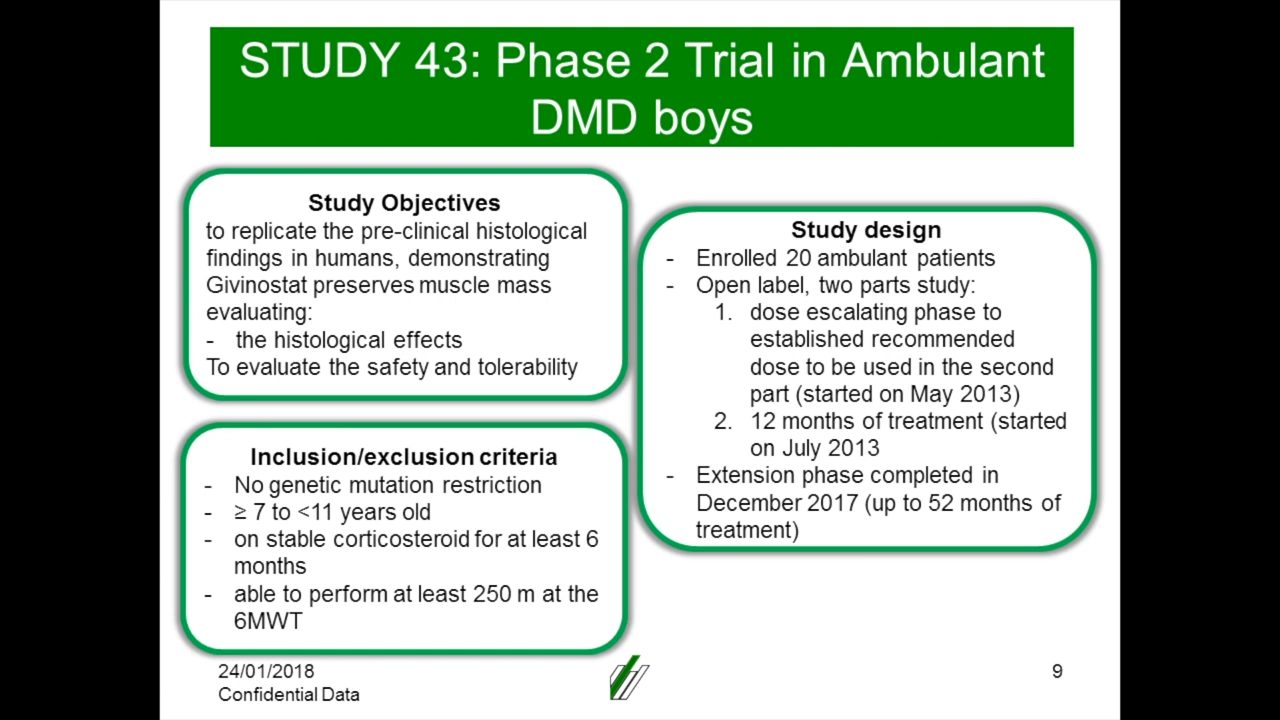 STUDY 43: Phase 2 Trial in Ambulant
DMD boys
Study Objectives
to replicate the pre-clinical histological
findings in humans, demonstrating
Givinostat preserves muscle mass
evaluating:
- the histological effects
To evaluate the safety and tolerability
Inclusion/exclusion criteria
- No genetic mutation restriction
- ≥ 7 to <11 years old
- on stable corticosteroid for at least 6
months
- able to perform at least 250 m at the
6MWT
Study design
- Enrolled 20 ambulant patients
- Open label, two parts study:
1. dose escalating phase to
established recommended
dose to be used in the second
part (started on May 2013)
2. 12 months of treatment (started
on July 2013
- Extension phase completed in
December 2017 (up to 52 months of
treatment)
24/01/2018
Confidential Data
9